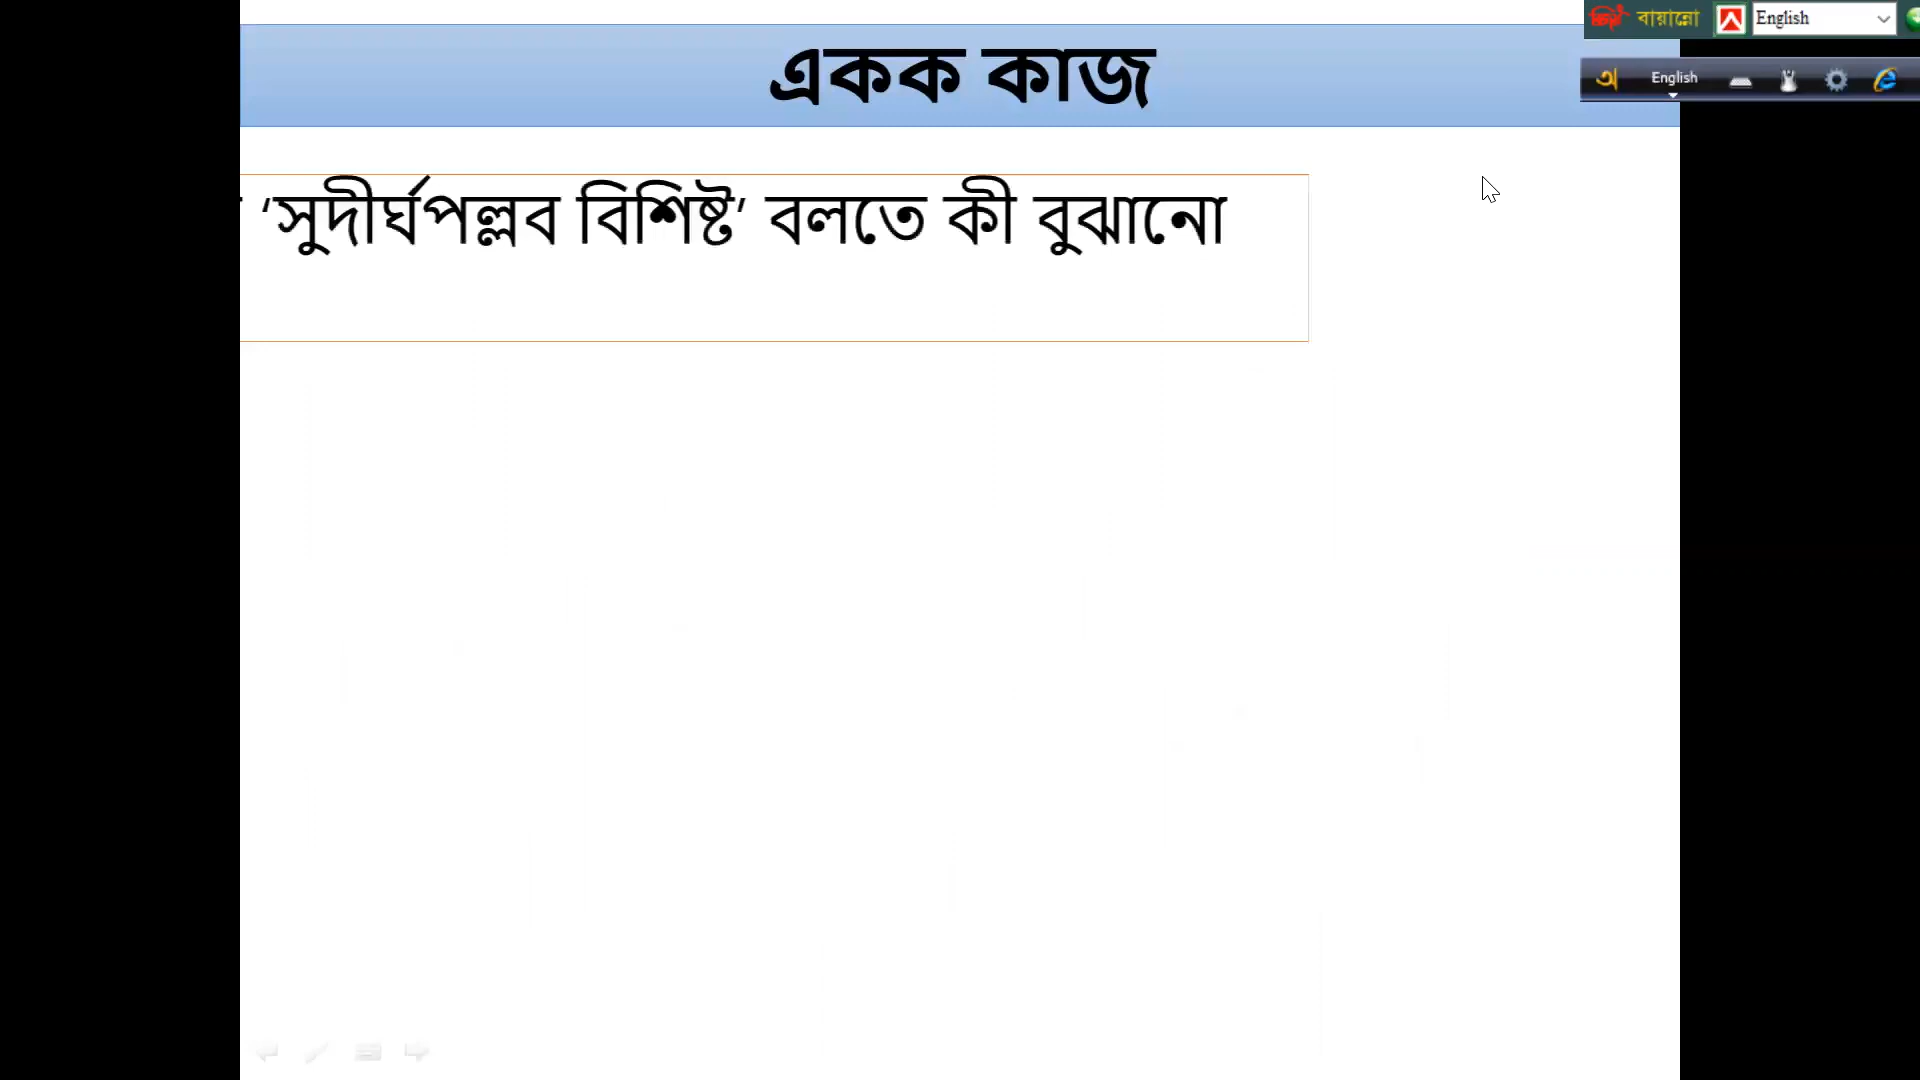 বায়ান্নো
English
একক কাজ
English
‘সুদীর্ঘপল্লব বিশিষ্ট’ বলতে কী বুঝানো